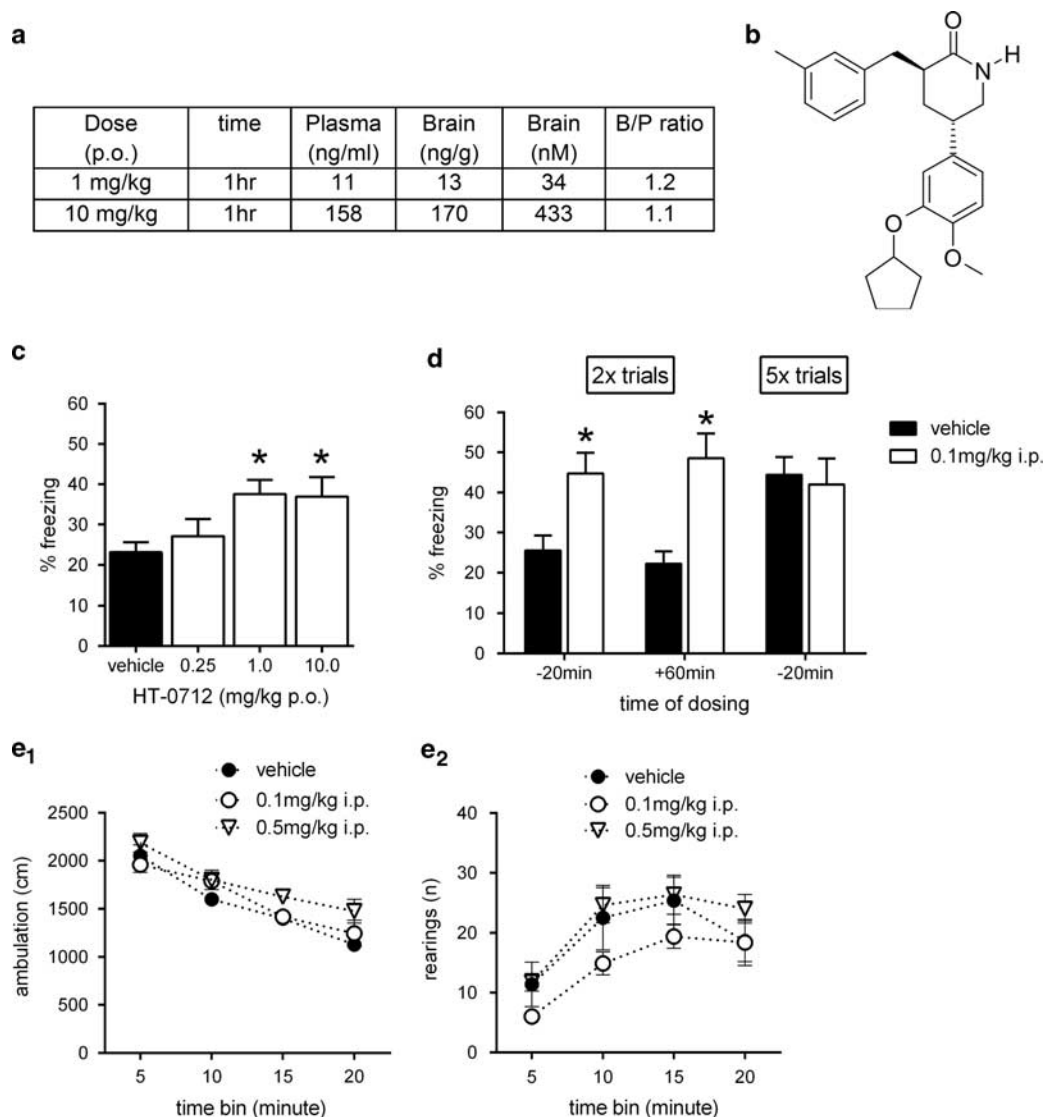 a
Dose (p.o.) time Plasma (ng/ml) Brain (ng/g) Brain (nM) B/P ratio
1 mg/kg 1hr 11 13 34 1.2
10 mg/kg 1hr 158 170 433 1.1
b
O
N H
O
O
c
% freezing
60
50
40
30
20
10
0
* *
vehicle 0.25 1.0 10.0
HT-0712 (mg/kg p.o.)
d
2x trials 5x trials
vehicle
0.1mg/kg i.p.
% freezing
60
50
40
30
20
10
0
* *
-20min +60min -20min
time of dosing
e1
vehicle
0.1mg/kg i.p.
0.5mg/kg i.p.
ambulation (cm)
2500
2000
1500
1000
500
0
5 10 15 20
time bin (minute)
e2
vehicle
0.1mg/kg i.p.
0.5mg/kg i.p.
rearings (n)
40
30
20
10
0
5 10 15 20
time bin (minute)